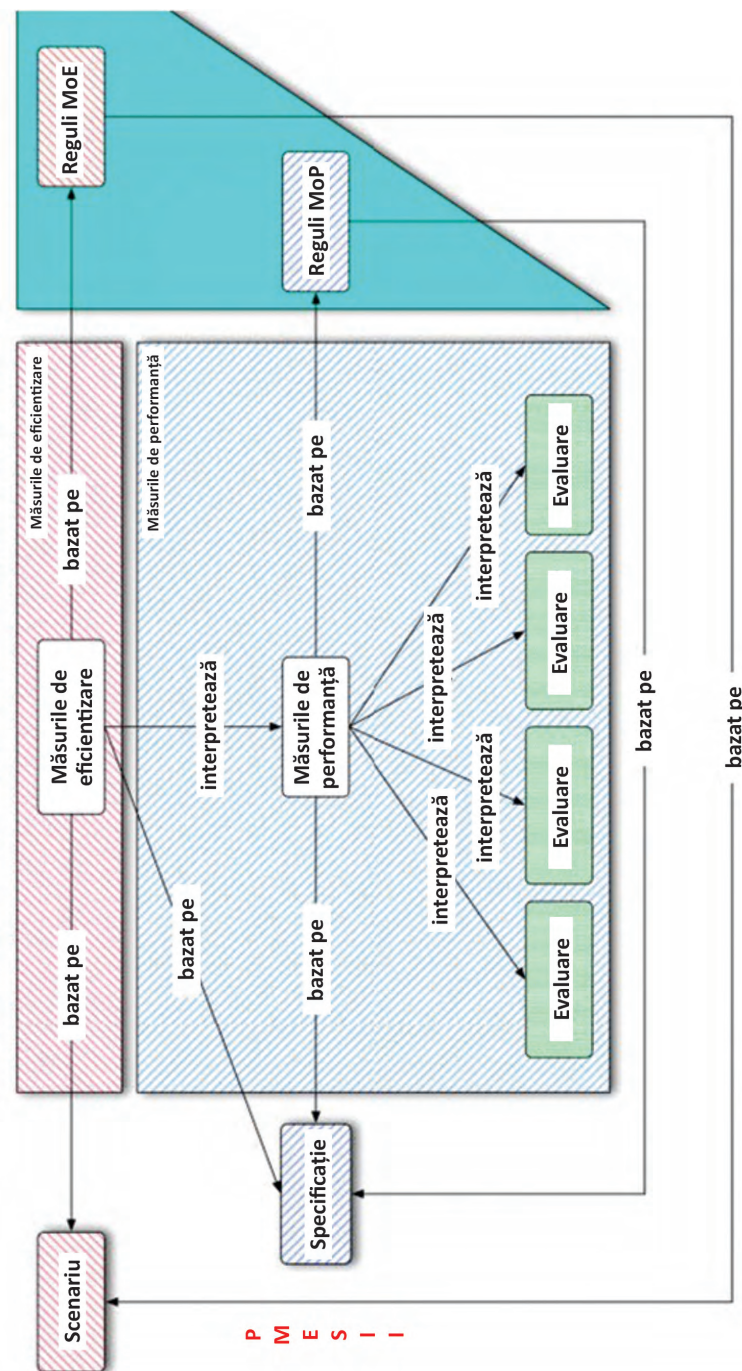 Măsurile de eficientizare
Măsurile de performanță
Scenariu
bazat pe
Măsurile de
eficientizare
bazat pe
Reguli MoE
bazat pe
interpretează
Specificație
bazat pe
Măsurile de
performanță
bazat pe
Reguli MoP
interpretează
interpretează
interpretează
interpretează
Evaluare
Evaluare
Evaluare
Evaluare
bazat pe
bazat pe
P
M
E
S
I
I